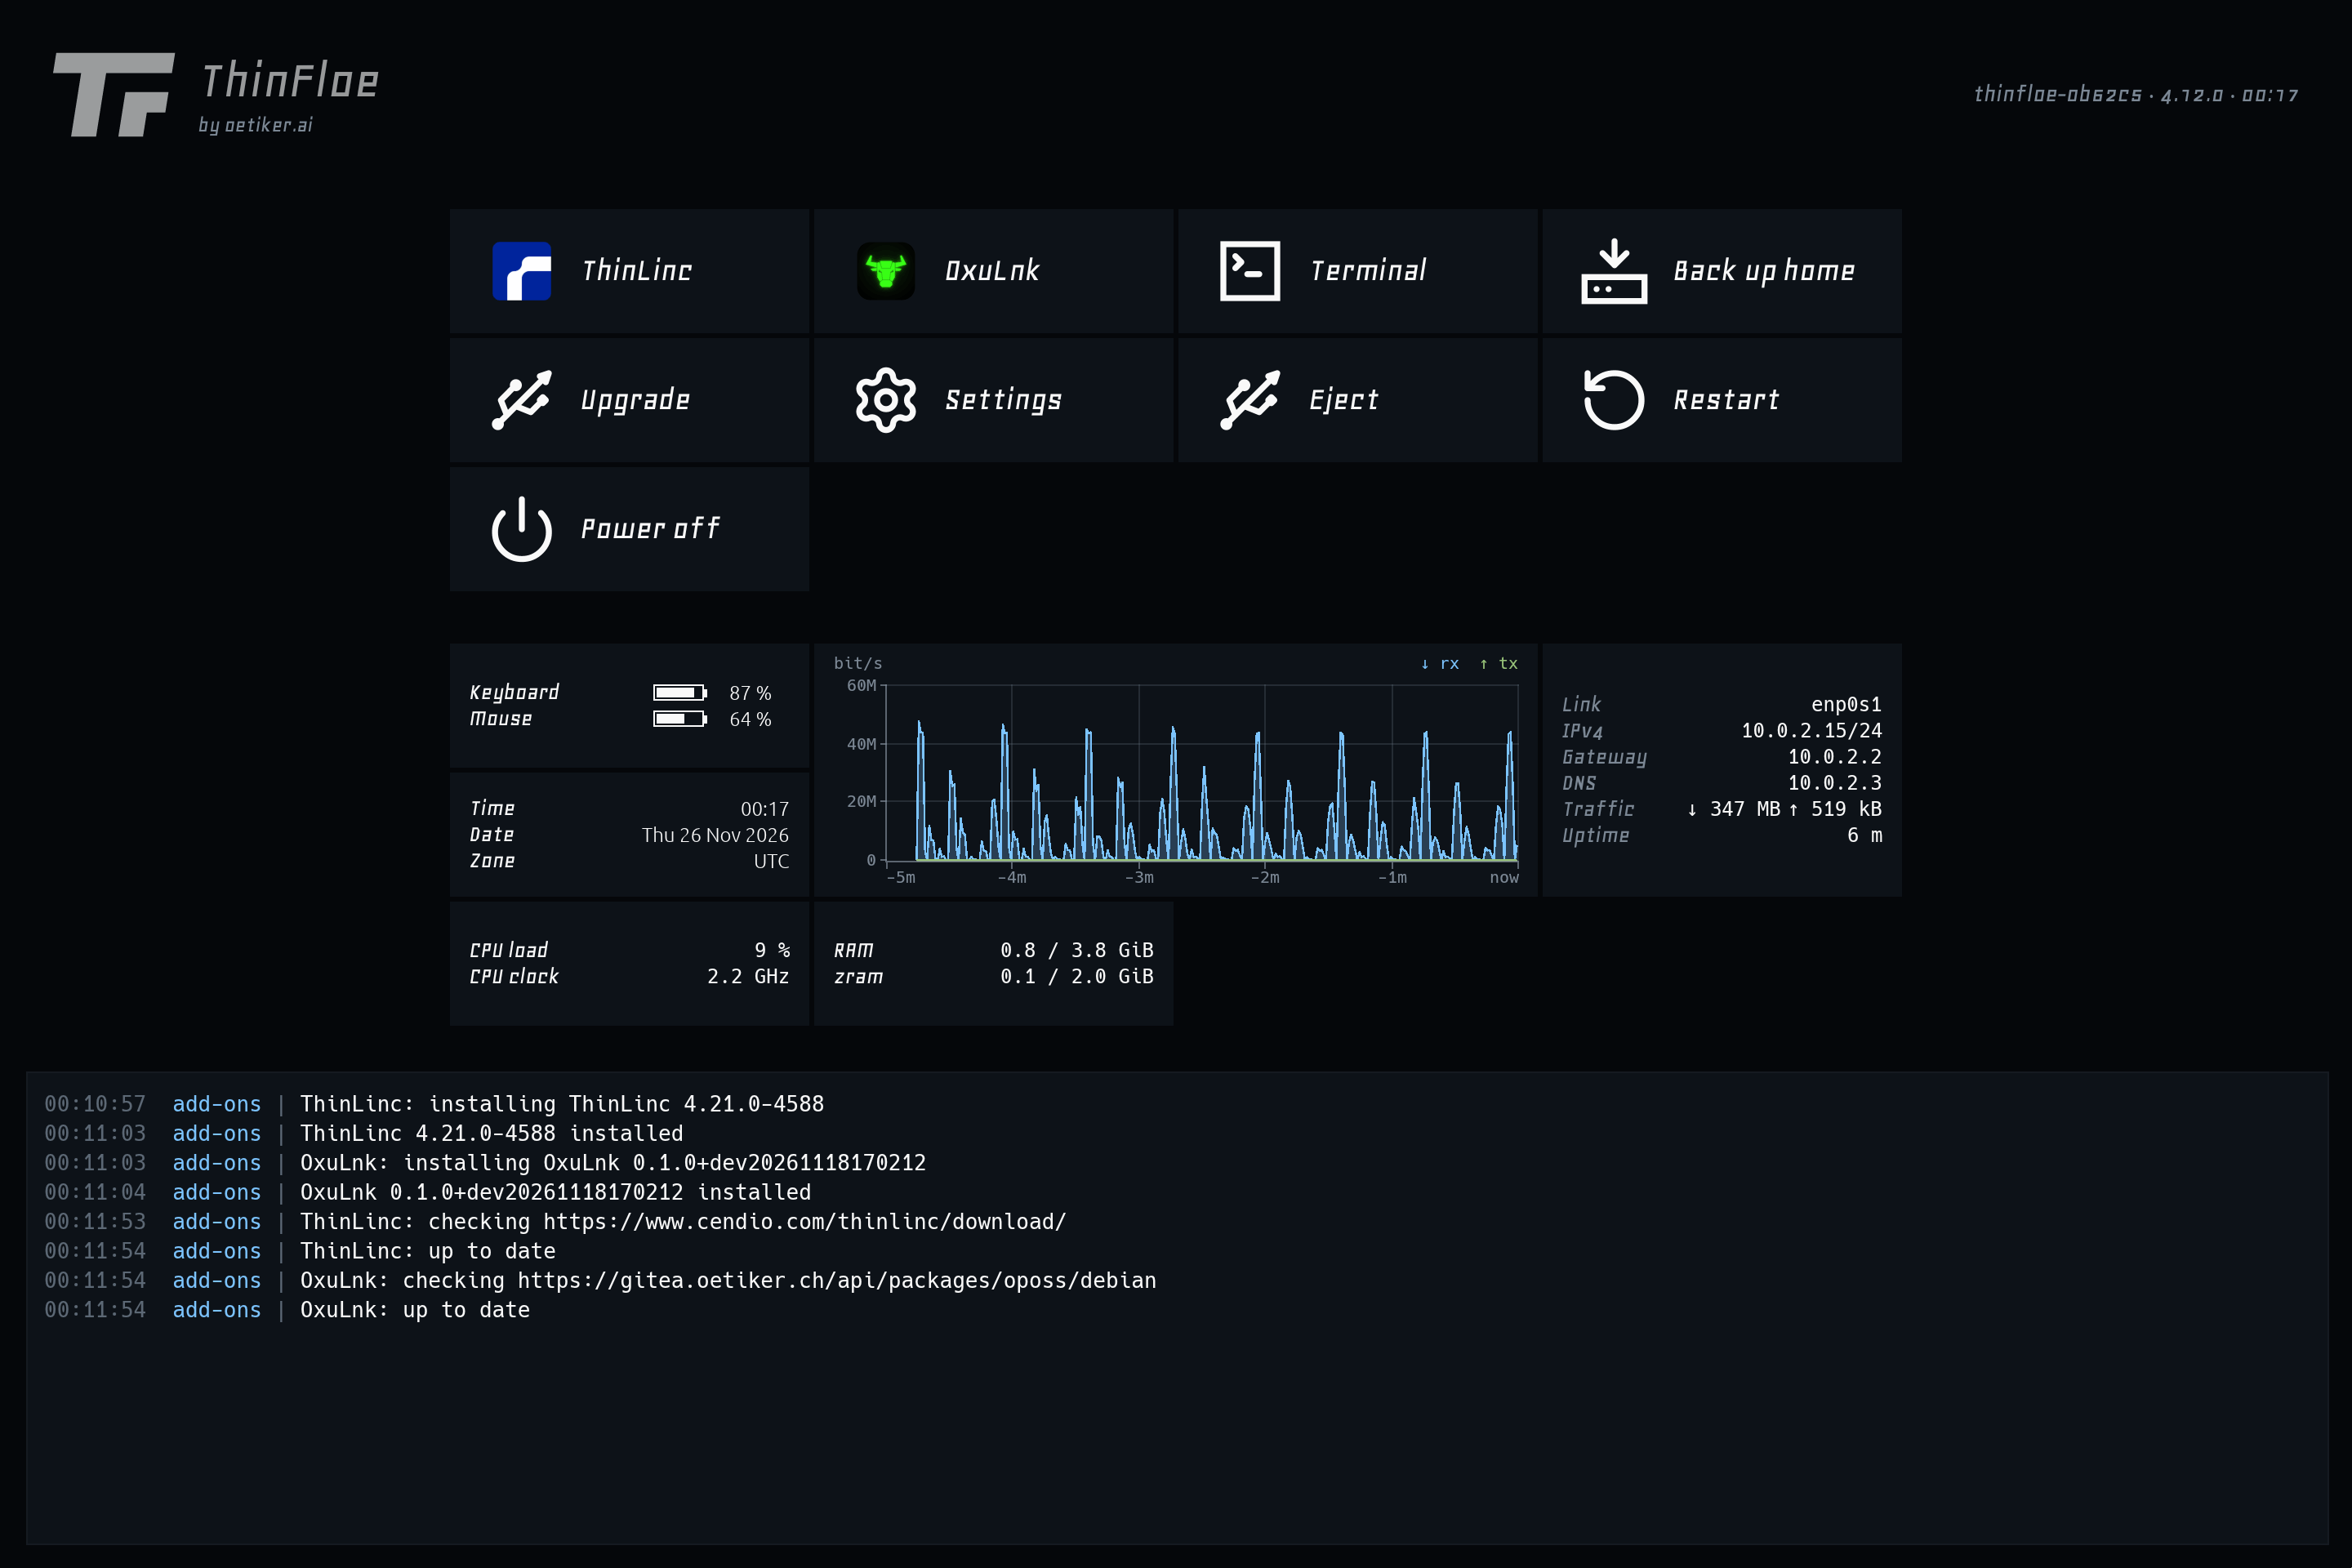 ThinFloe
by oetiker.ai
thinfloe-0b62c5 · 4.12.0 · 00:17
ThinLinc
OxuLnk
Terminal
Back up home
Upgrade
Settings
Eject
Restart
Power off
Keyboard 87 %
Mouse 64 %
Time 00:17
Date Thu 26 Nov 2026
Zone UTC
bit/s ↓ rx ↑ tx
60M
40M
20M
0
-5m -4m -3m -2m -1m now
Link enp0s1
IPv4 10.0.2.15/24
Gateway 10.0.2.2
DNS 10.0.2.3
Traffic ↓ 347 MB ↑ 519 kB
Uptime 6 m
CPU load 9 %
CPU clock 2.2 GHz
RAM 0.8 / 3.8 GiB
zram 0.1 / 2.0 GiB
00:10:57 add-ons | ThinLinc: installing ThinLinc 4.21.0-4588
00:11:03 add-ons | ThinLinc 4.21.0-4588 installed
00:11:03 add-ons | OxuLnk: installing OxuLnk 0.1.0+dev20261118170212
00:11:04 add-ons | OxuLnk 0.1.0+dev20261118170212 installed
00:11:53 add-ons | ThinLinc: checking https://www.cendio.com/thinlinc/download/
00:11:54 add-ons | ThinLinc: up to date
00:11:54 add-ons | OxuLnk: checking https://gitea.oetiker.ch/api/packages/oposs/debian
00:11:54 add-ons | OxuLnk: up to date